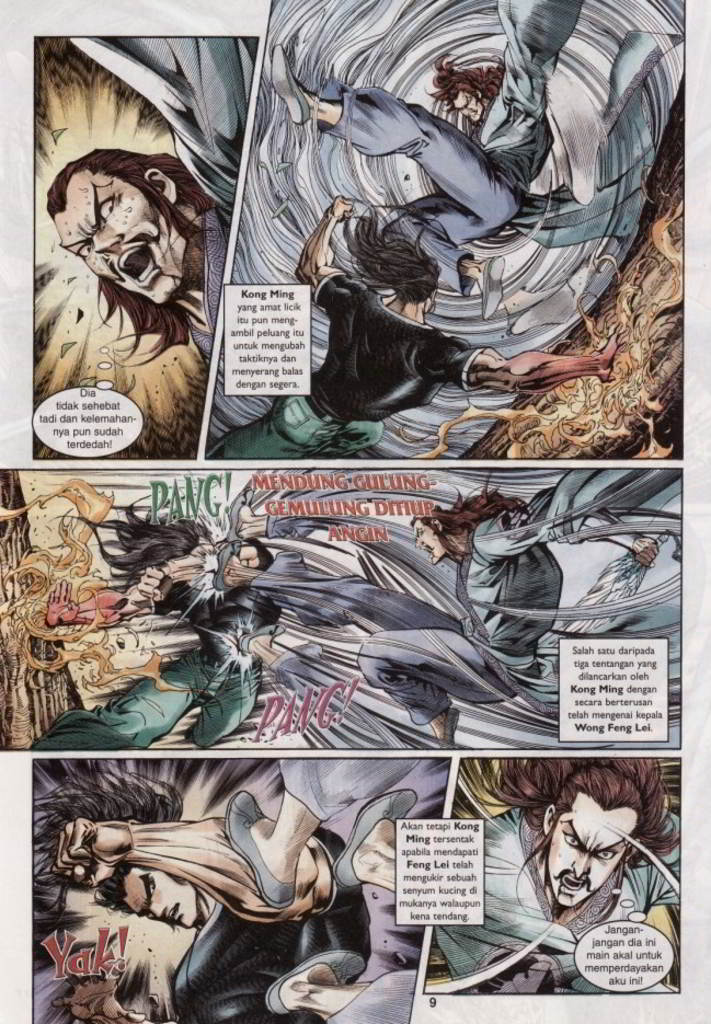 Kong Ming
yang amat licik
itu pun meng-
ambil peluang itu
untuk mengubah
taktiknya dan
menyerang balas
dengan segera.
Dia
tidak sehebat
tadi dan kelemahan-
nya pun sudah
terdedah!
PANG!
MENDUNG GULUNG-
GEMULUNG DITIUP
ANGIN
PANG!
Salah satu daripada
tiga tentangan yang
dilancarkan oleh
Kong Ming dengan
secara berterusan
telah mengenai kepala
Wong Feng Lei.
Akan tetapi Kong
Ming tersentak
apabila mendapati
Feng Lei telah
mengukir sebuah
senyum kucing di
mukanya walaupun
kena tendang.
Yak!
Jangan-
jangan dia ini
main akal untuk
memperdayakan
aku ini!
9